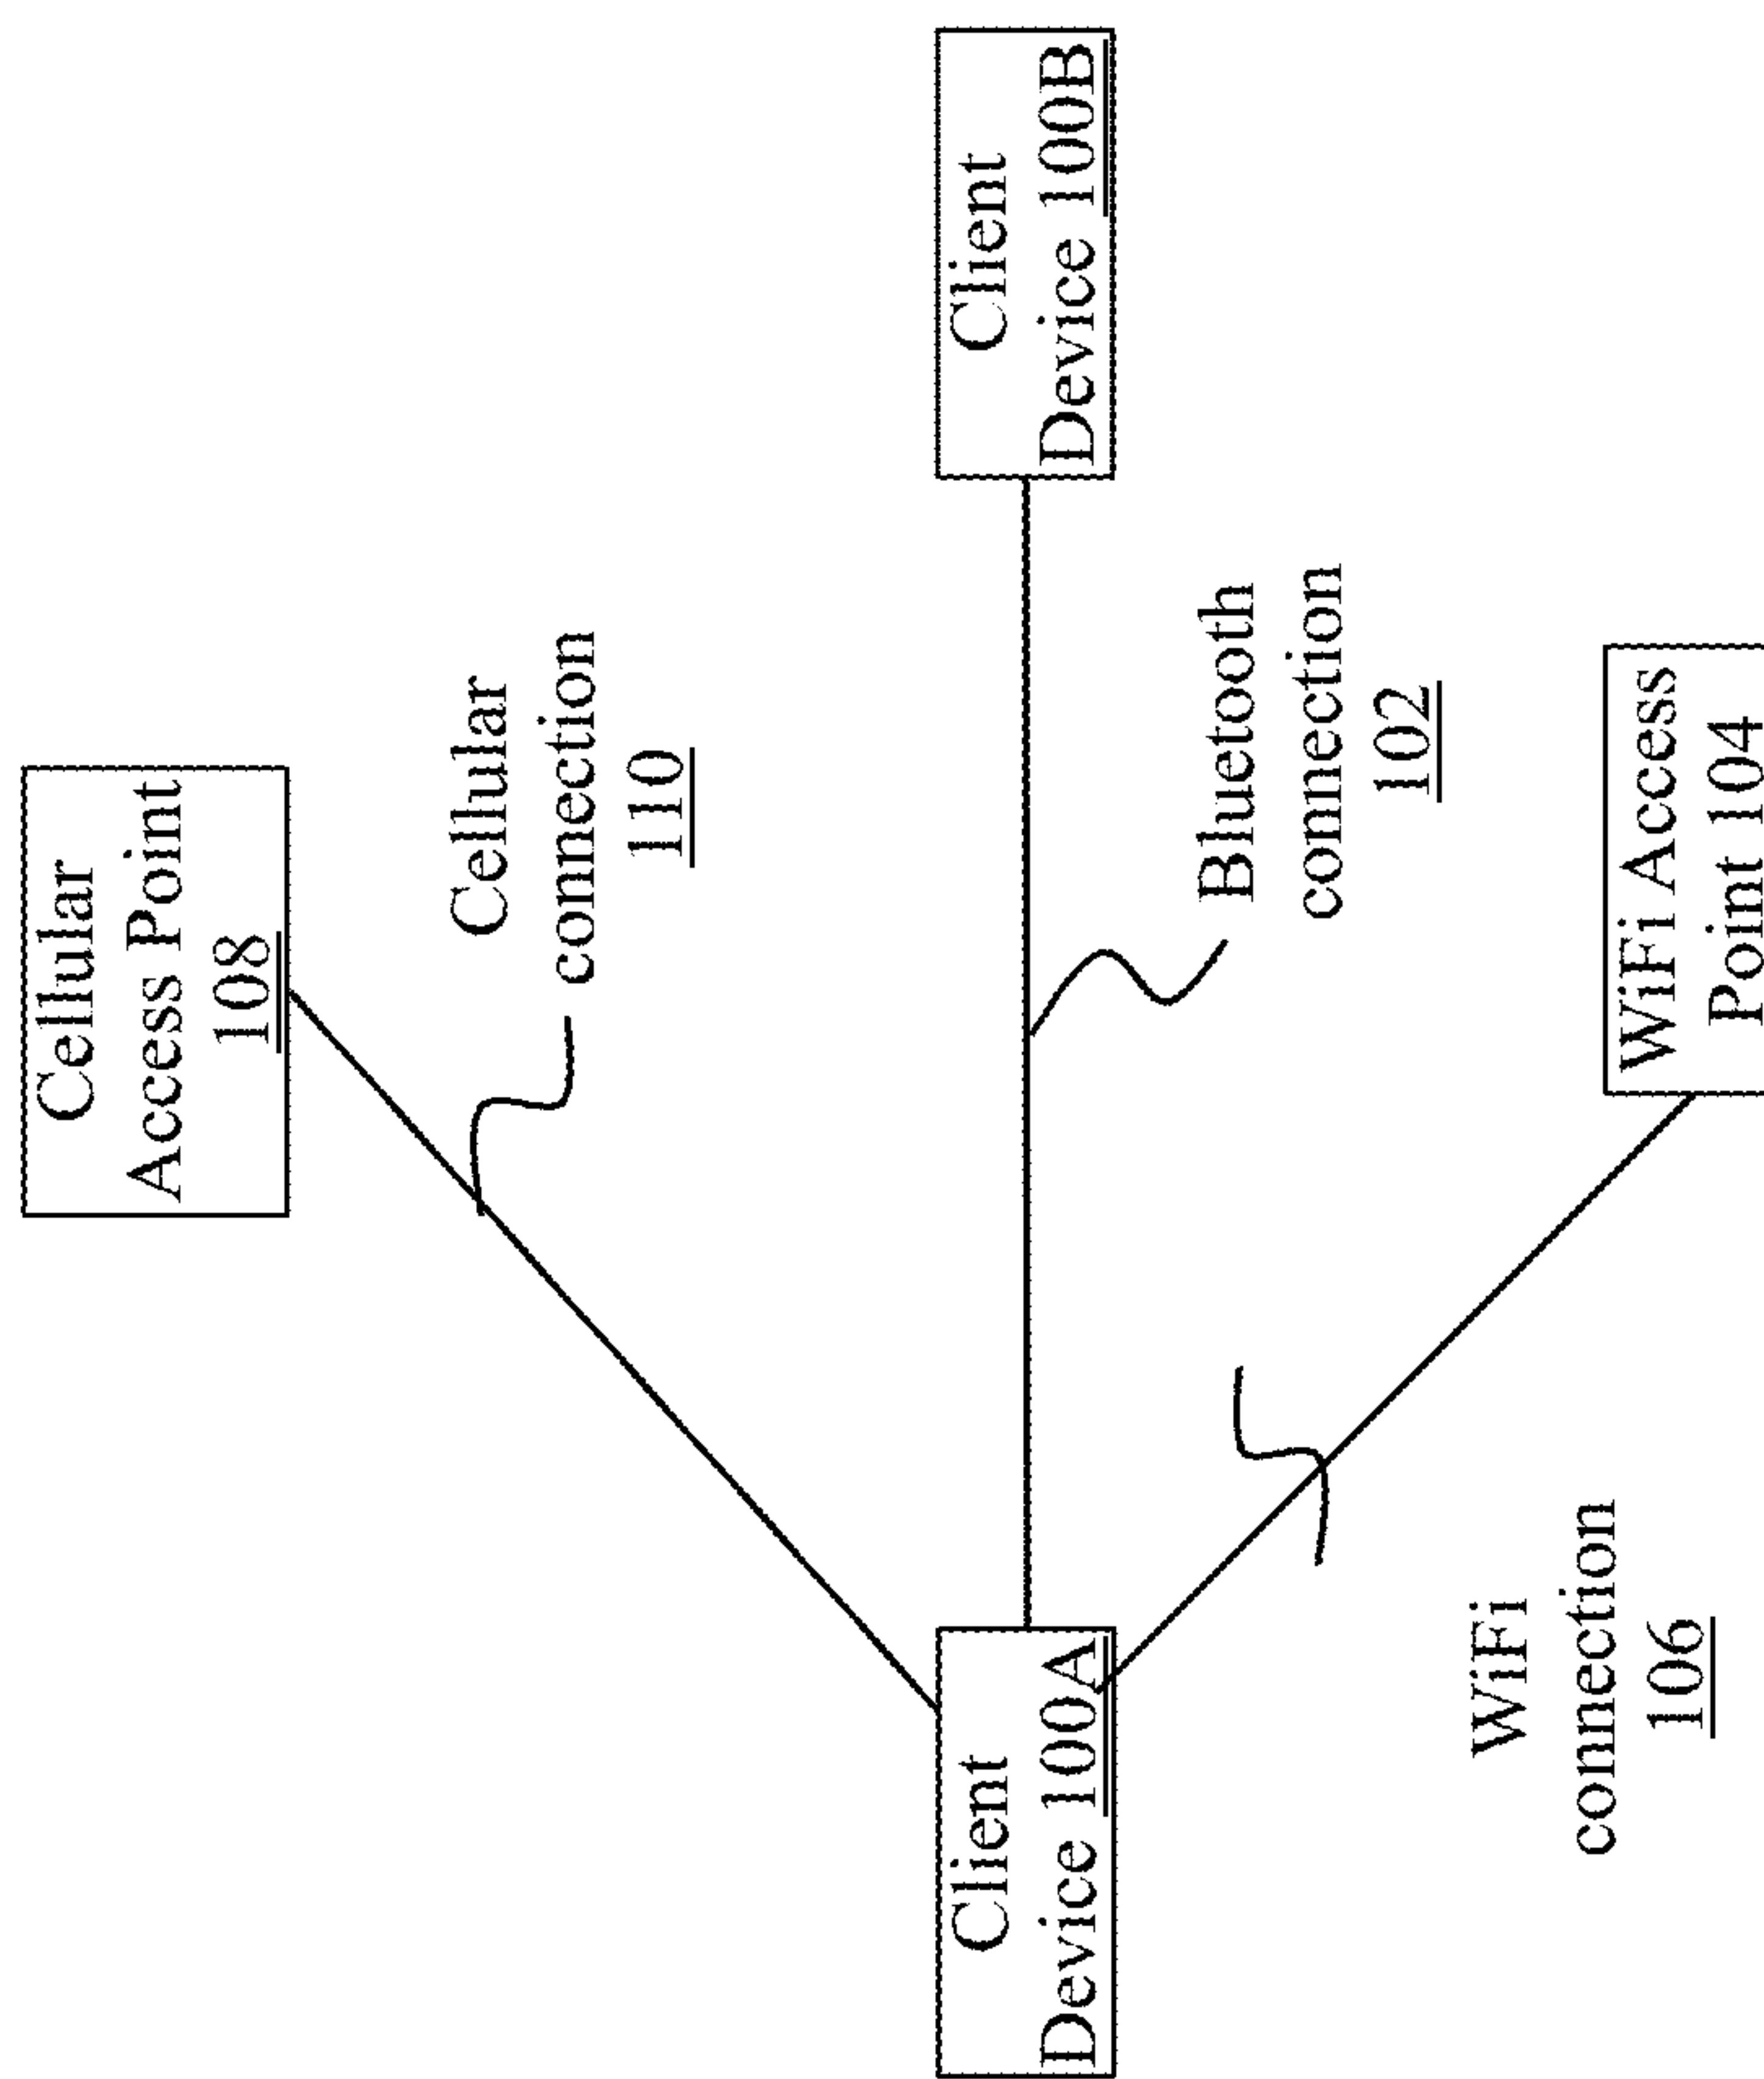 Cellular
Access Point
108
Cellular
connection
110
Client
Device 100A
Client
Device 100B
Bluetooth
connection
102
WiFi
connection
106
WiFi Access
Point 104